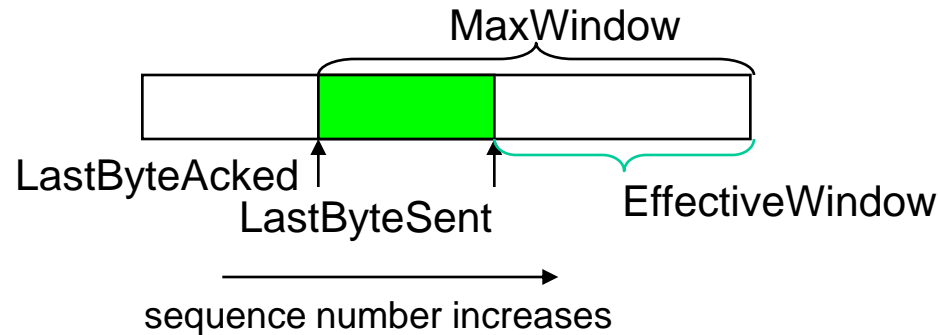 MaxWindow
LastByteAcked
EffectiveWindow
LastByteSent
sequence number increases